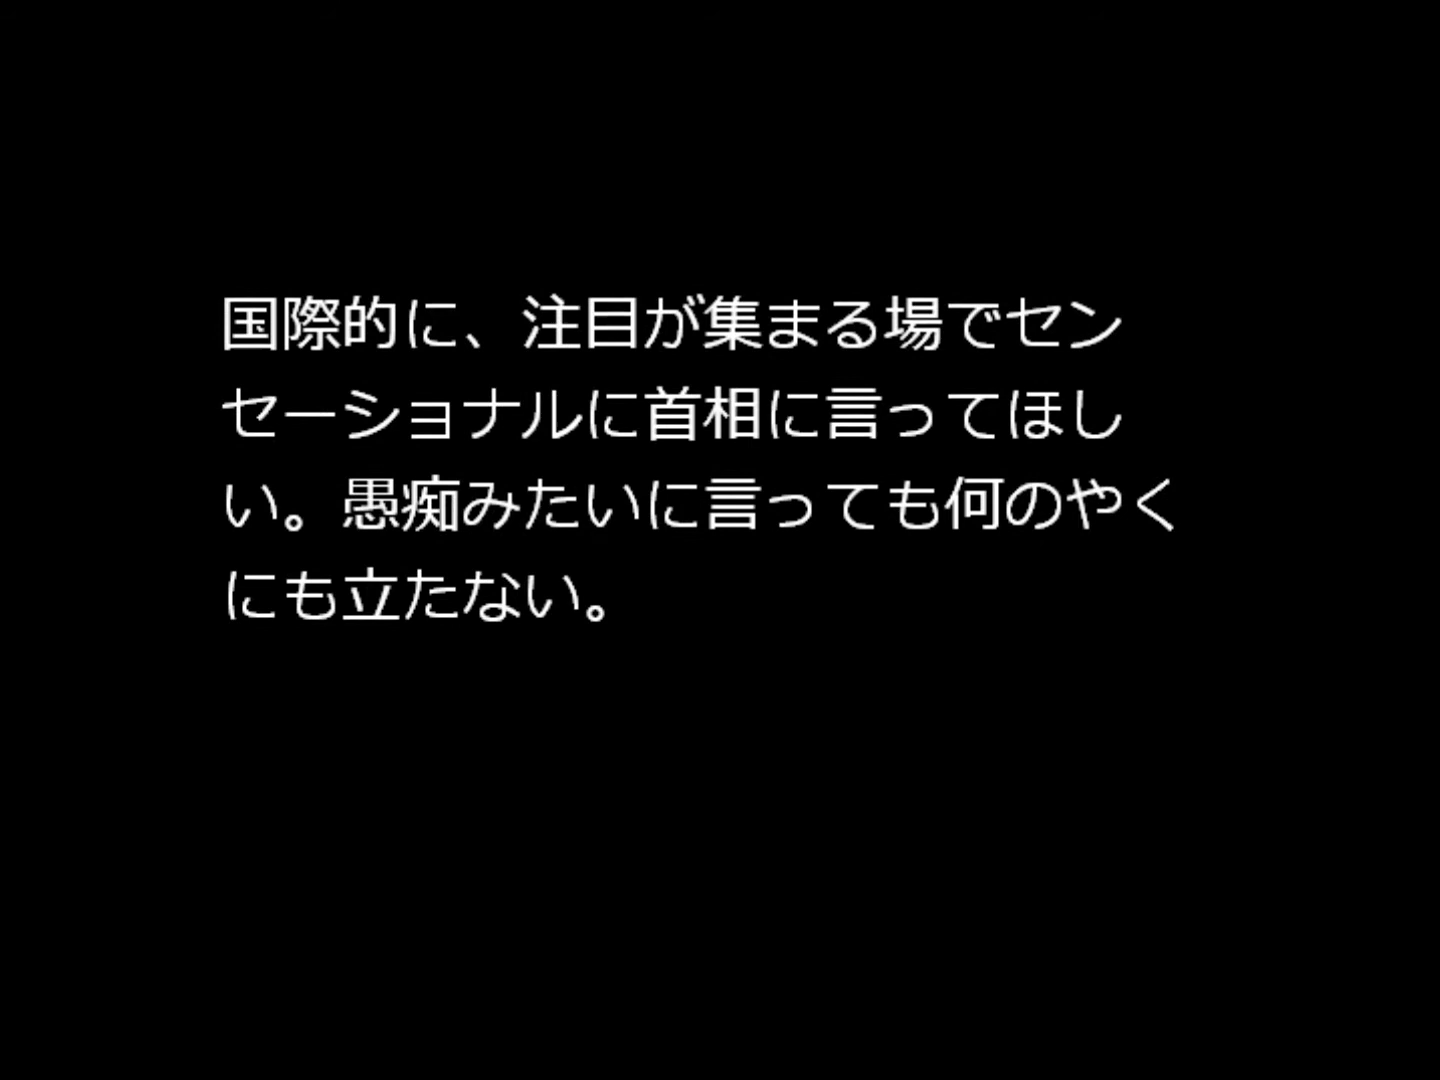 国際的に、注目が集まる場でセン
セーショナルに首相に言ってほし
い。愚痴みたいに言っても何のやく
にも立たない。